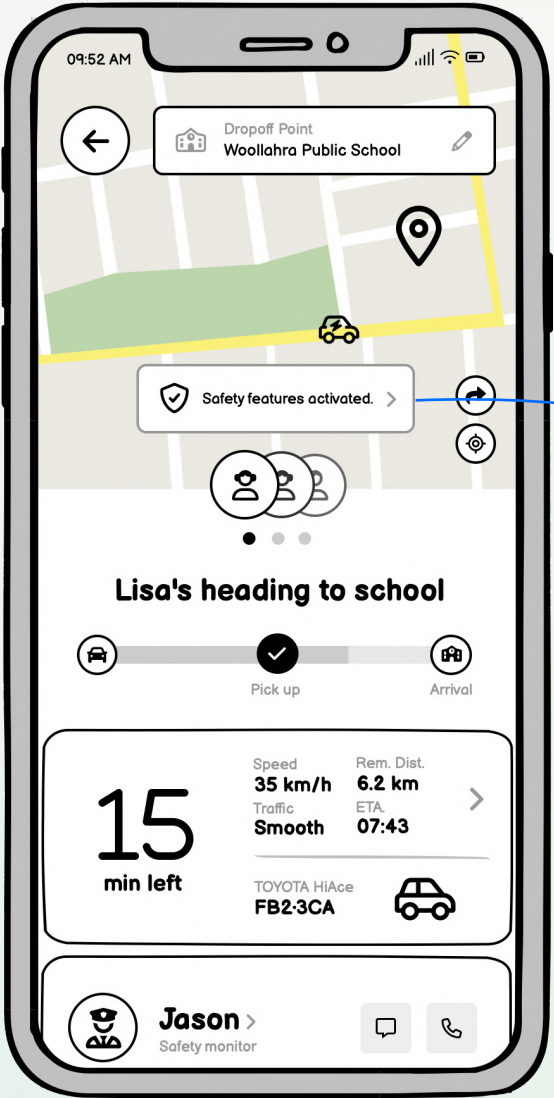 09:52 AM
Dropoff Point
Woollahra Public School
Safety features activated.
Lisa's heading to school
Pick up
Arrival
15
min left
Speed
35 km/h
Rem. Dist.
6.2 km
Traffic
Smooth
ETA.
07:43
TOYOTA HiAce
FB2·3CA
Jason
Safety monitor